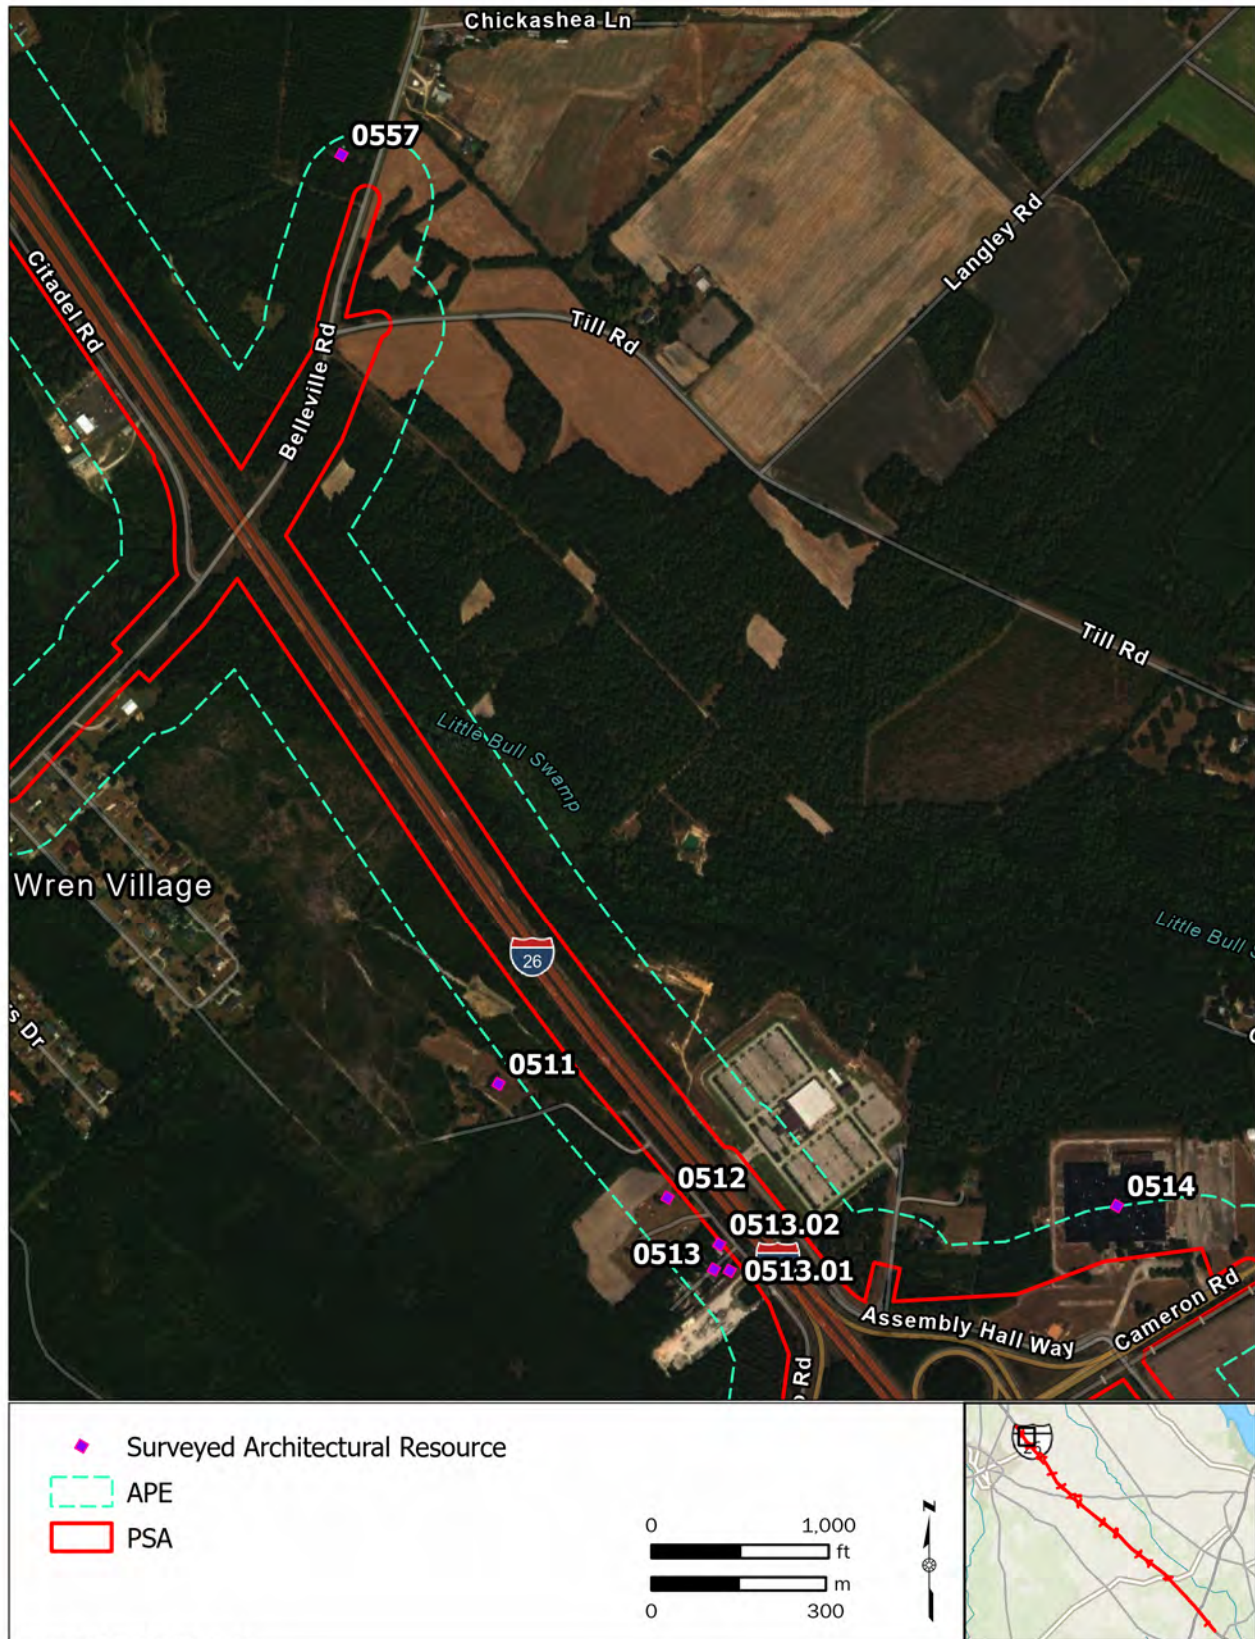 Chickashea Ln
0557
Langley Rd
Citadel Rd
Till Rd
Belleville Rd
Till Rd
Little Bull Swamp
Wren Village
Little Bull
26
s Dr
0511
0512
0514
0513.02
0513
0513.01
Assembly Hall Way
Cameron Rd
Rd
Surveyed Architectural Resource
APE
PSA
0 1,000
ft
m
0 300
N
26